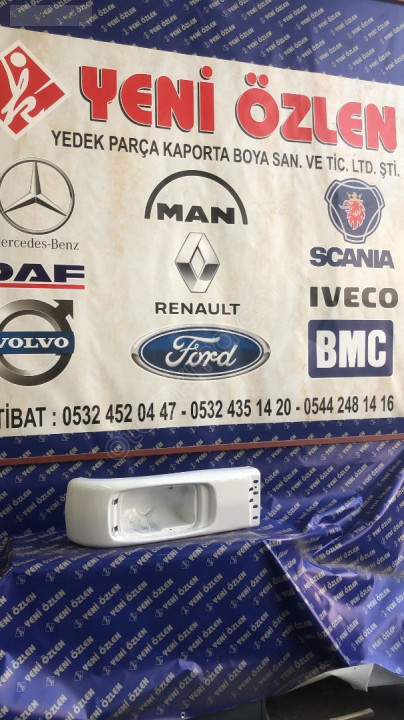 YENİ ÖZLEN
YEDEK PARÇA KAPORTA BOYA SAN. VE TİC. LTD. ŞTİ.
ercedes-Benz
MAN
SCANIA
DAF
RENAULT
IVECO
VOLVO
Ford
BMC
TİBAT : 0532 452 04 47 - 0532 435 14 20 - 0544 248 14 16
YENİ ÖZLEN